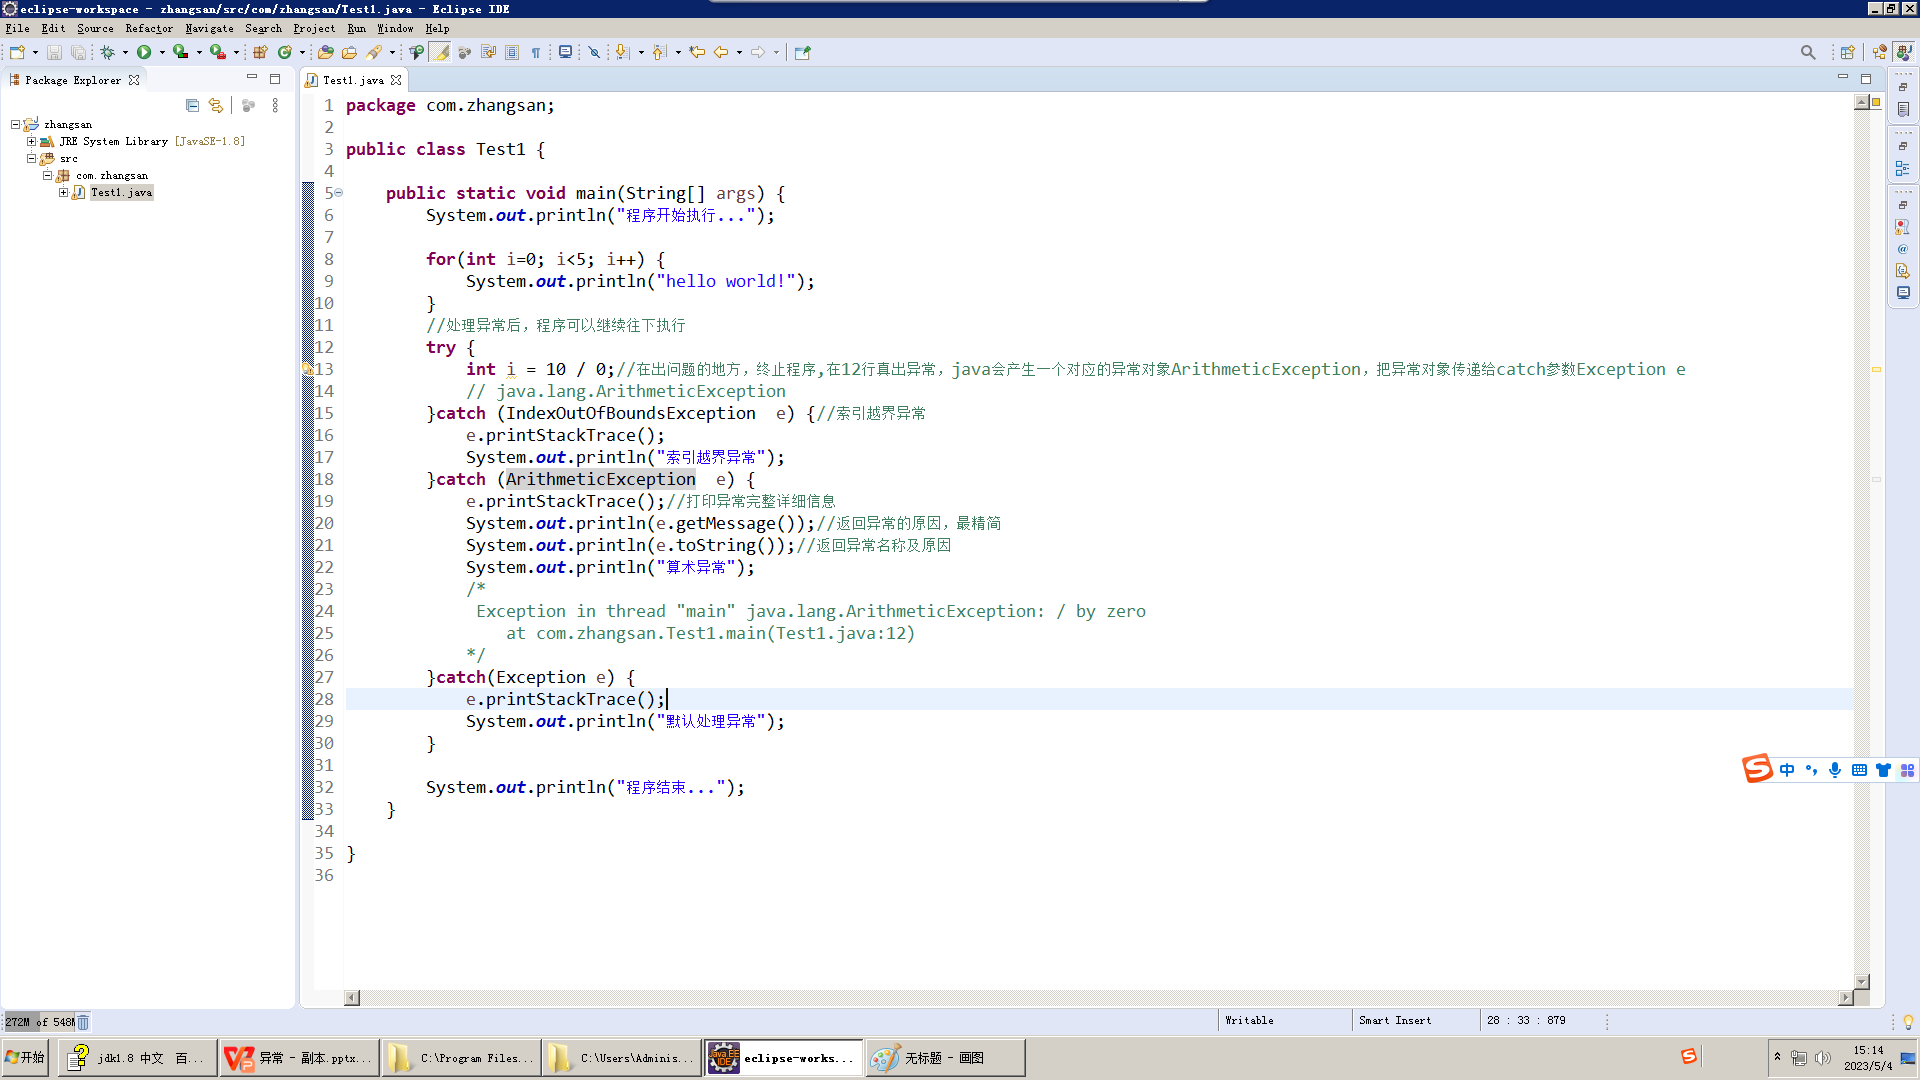 eclipse-workspace - zhangsan/src/com/zhangsan/Test1.java - Eclipse IDE
File Edit Source Refactor Navigate Search Project Run Window Help
Package Explorer
Test1.java
zhangsan
JRE System Library [JavaSE-1.8]
src
com.zhangsan
Test1.java
1 package com.zhangsan;
2
3 public class Test1 {
4
5 public static void main(String[] args) {
6 System.out.println("程序开始执行...");
7
8 for(int i=0; i<5; i++) {
9 System.out.println("hello world!");
10 }
11 //处理异常后，程序可以继续往下执行
12 try {
13 int i = 10 / 0;//在出问题的地方，终止程序,在12行真出异常，java会产生一个对应的异常对象ArithmeticException，把异常对象传递给catch参数Exception e
14 // java.lang.ArithmeticException
15 }catch (IndexOutOfBoundsException e) {//索引越界异常
16 e.printStackTrace();
17 System.out.println("索引越界异常");
18 }catch (ArithmeticException e) {
19 e.printStackTrace();//打印异常完整详细信息
20 System.out.println(e.getMessage());//返回异常的原因，最精简
21 System.out.println(e.toString());//返回异常名称及原因
22 System.out.println("算术异常");
23 /*
24 Exception in thread "main" java.lang.ArithmeticException: / by zero
25 at com.zhangsan.Test1.main(Test1.java:12)
26 */
27 }catch(Exception e) {
28 e.printStackTrace();
29 System.out.println("默认处理异常");
30 }
31
32 System.out.println("程序结束...");
33 }
34
35 }
36
中
272M of 548M
Writable
Smart Insert
28 : 33 : 879
开始
jdk1.8 中文 百...
异常 - 副本.pptx...
C:\Program Files...
C:\Users\Adminis...
eclipse-works...
无标题 - 画图
15:14
2023/5/4